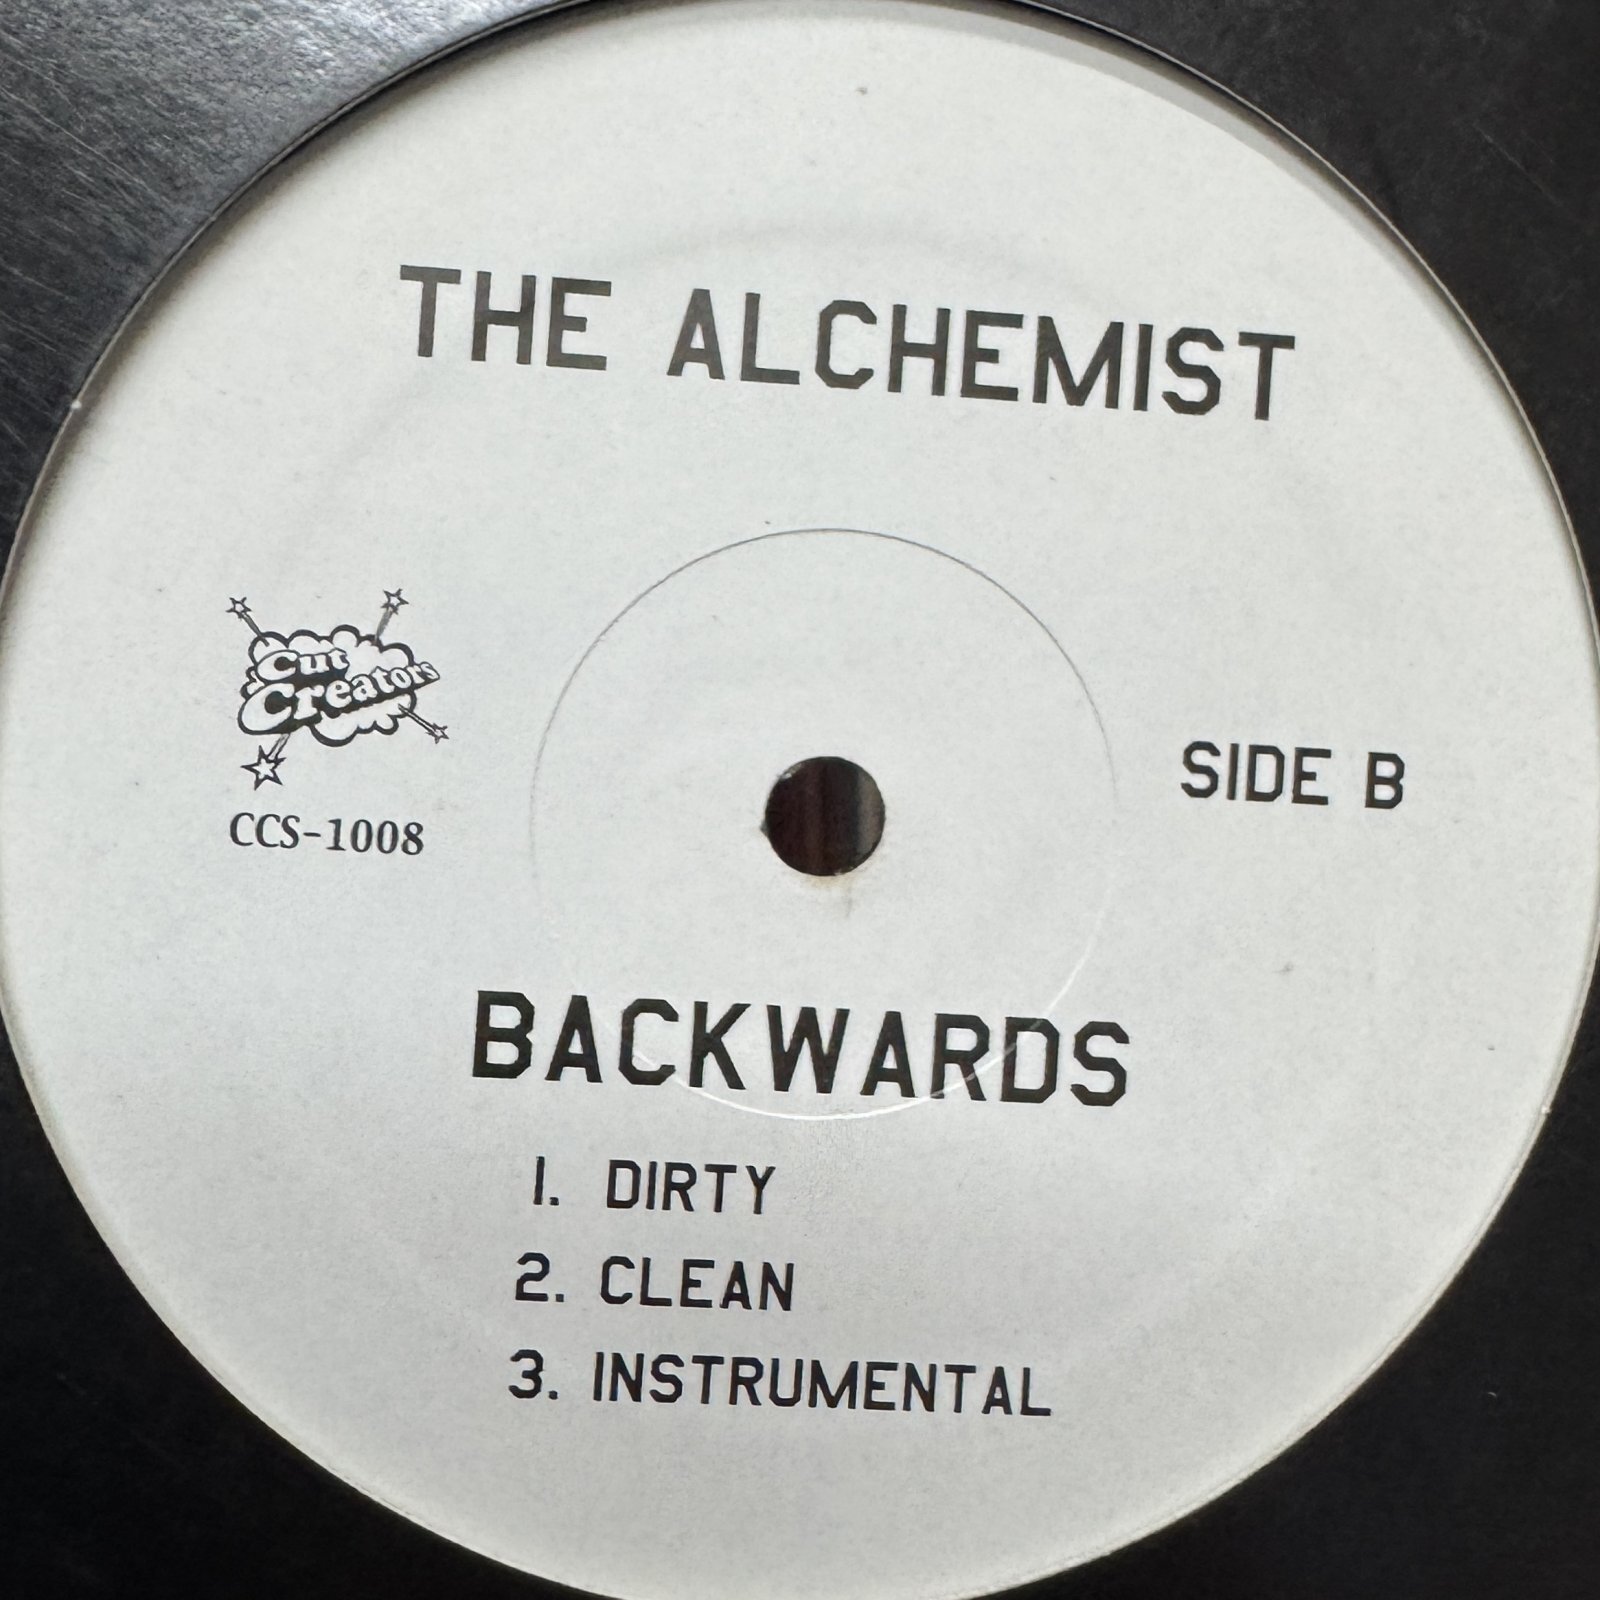 THE ALCHEMIST
Cut
Creators
CCS-1008
SIDE B
BACKWARDS
1. DIRTY
2. CLEAN
3. INSTRUMENTAL